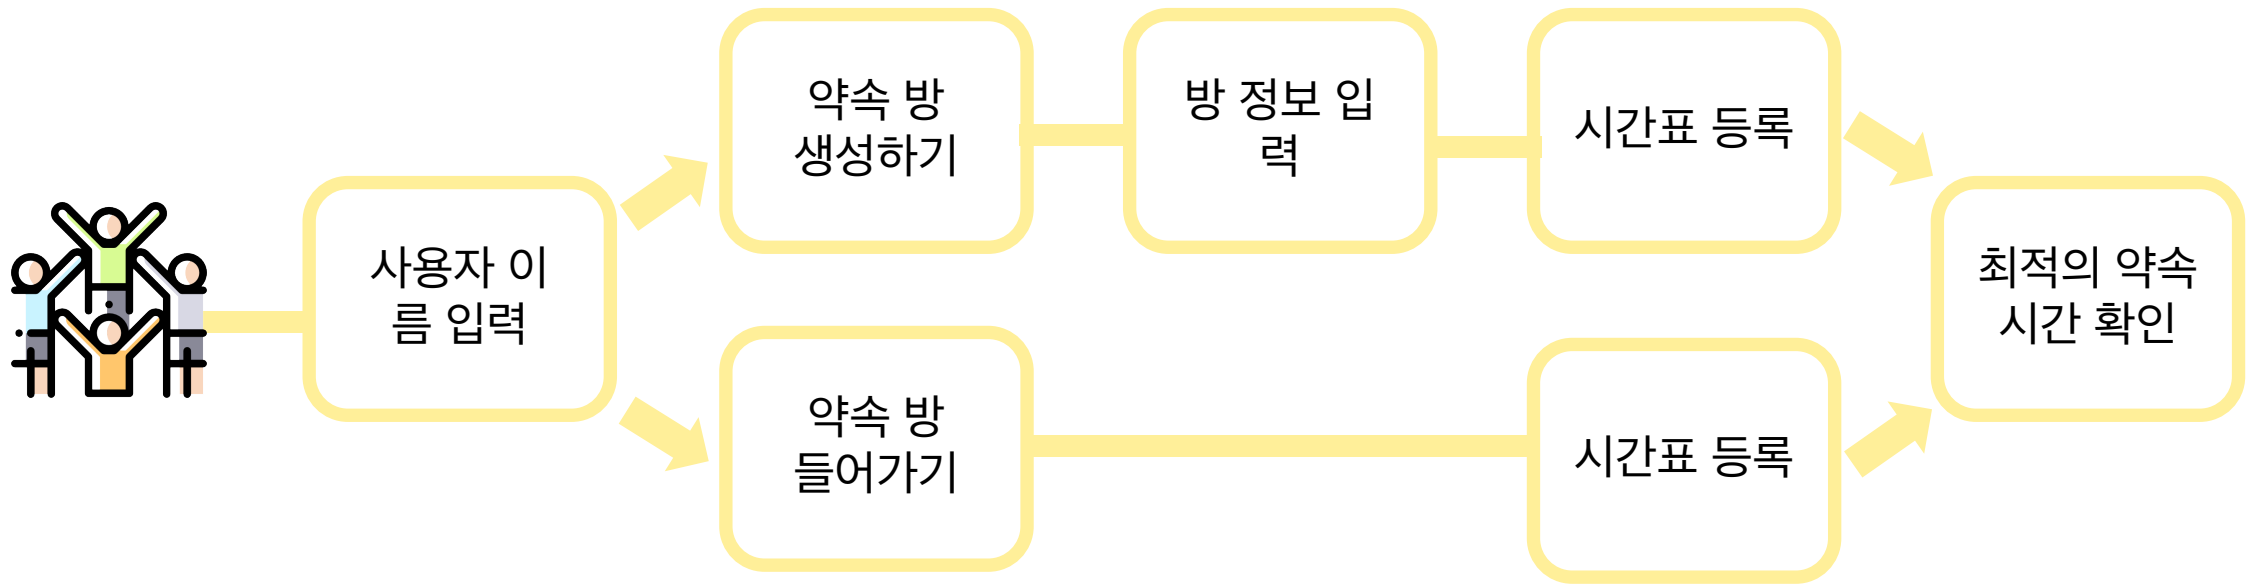 사용자 이
름 입력
약속 방
생성하기
방 정보 입
력
시간표 등록
약속 방
들어가기
시간표 등록
최적의 약속
시간 확인